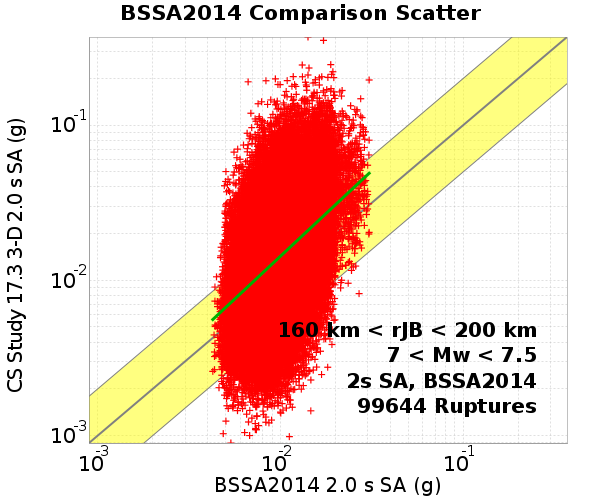 BSSA2014 Comparison Scatter
CS Study 17.3 3-D 2.0 s SA (g)
10⁻¹
10⁻²
10⁻³
160 km < rJB < 200 km
7 < Mw < 7.5
2s SA, BSSA2014
99644 Ruptures
10⁻³ 10⁻² 10⁻¹
BSSA2014 2.0 s SA (g)